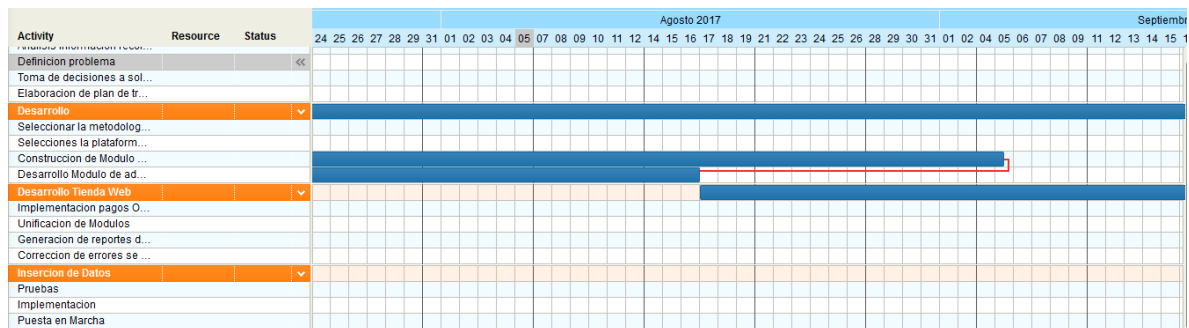 Agosto 2017 Septiembr
Activity Resource Status 24 25 26 27 28 29 31 01 02 03 04 05 07 08 09 10 11 12 14 15 16 17 18 19 21 22 23 24 25 26 28 29 30 31 01 02 04 05 06 07 08 09 11 12 13 14 15 1
Analisis informacion recor...
Definicion problema
Toma de decisiones a sol...
Elaboracion de plan de tr...
Desarrollo
Seleccionar la metodolog...
Selecciones la plataform...
Construccion de Modulo ...
Desarrollo Modulo de ad...
Desarrollo Tienda Web
Implementacion pagos O...
Unificacion de Modulos
Generacion de reportes d...
Correccion de errores se ...
Insercion de Datos
Pruebas
Implementacion
Puesta en Marcha